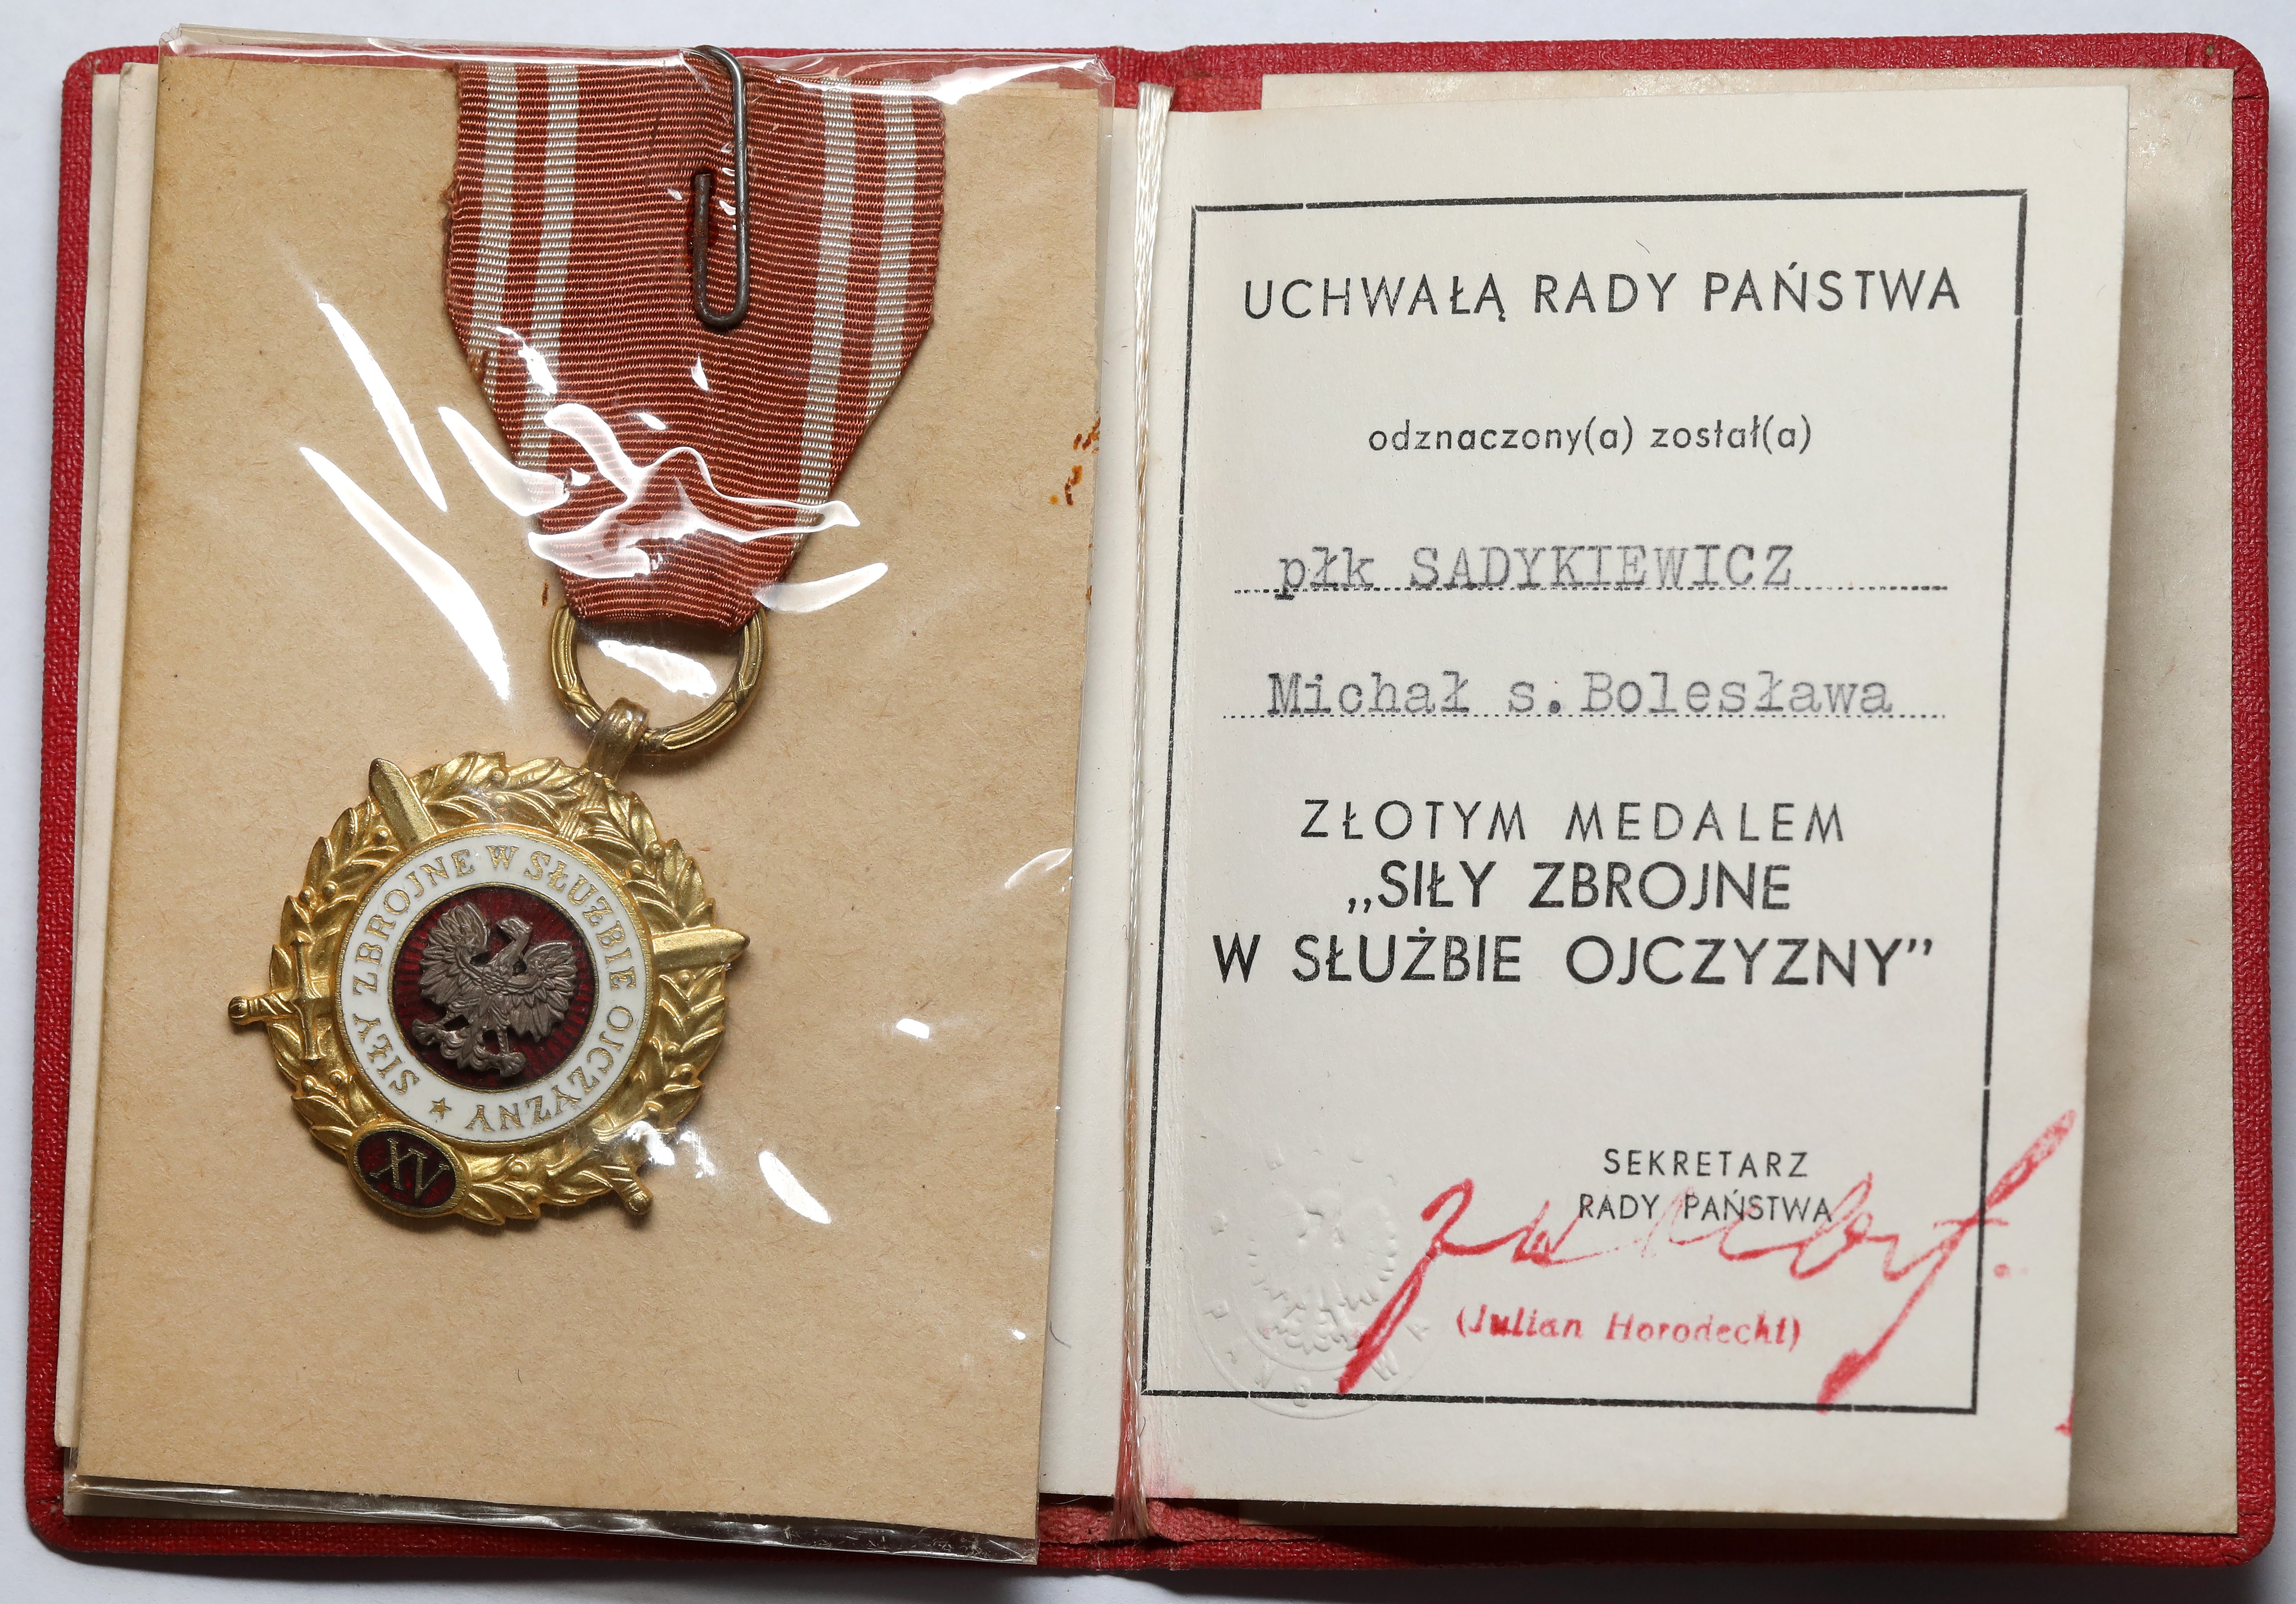 SIŁY ZBROJNE W SŁUŻBIE OJCZYZNY
XV
UCHWAŁĄ RADY PAŃSTWA
odznaczony(a) został(a)
płk SADYKIEWICZ
Michał s.Bolesława
ZŁOTYM MEDALEM
„SIŁY ZBROJNE
W SŁUŻBIE OJCZYZNY”
SEKRETARZ
RADY PAŃSTWA
(Julian Horodecki)